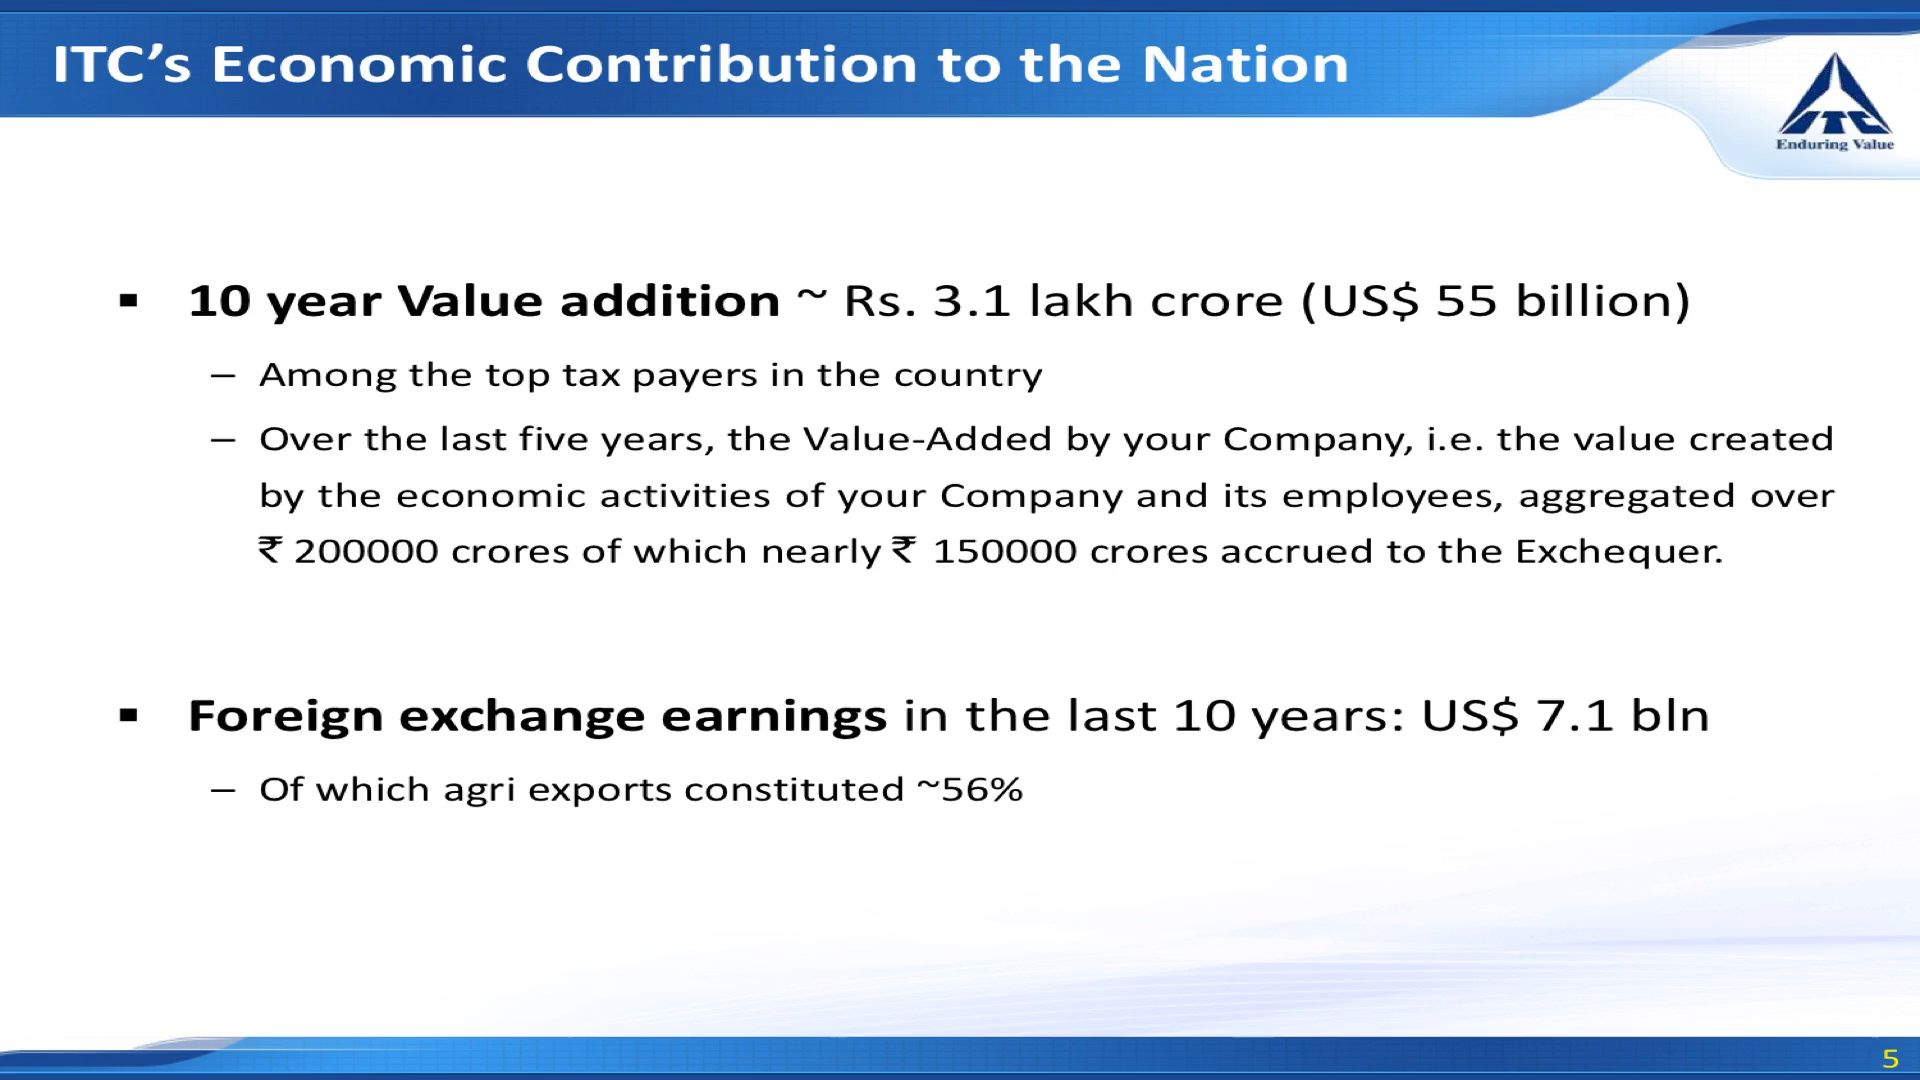 ITC’s Economic Contribution to the Nation
ITC
Enduring Value
▪ 10 year Value addition ~ Rs. 3.1 lakh crore (US$ 55 billion)
– Among the top tax payers in the country
– Over the last five years, the Value-Added by your Company, i.e. the value created
by the economic activities of your Company and its employees, aggregated over
₹ 200000 crores of which nearly ₹ 150000 crores accrued to the Exchequer.
▪ Foreign exchange earnings in the last 10 years: US$ 7.1 bln
– Of which agri exports constituted ~56%
5